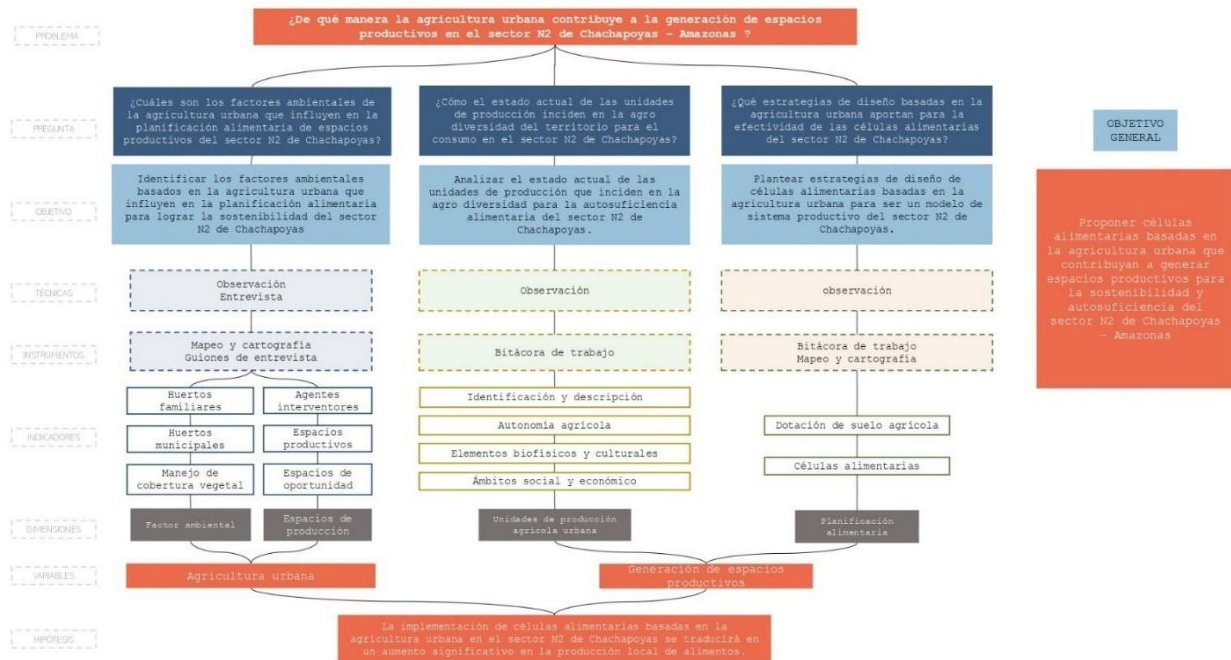 PROBLEMA
¿De qué manera la agricultura urbana contribuye a la generación de espacios
productivos en el sector N2 de Chachapoyas - Amazonas ?
PREGUNTA
¿Cuáles son los factores ambientales de
la agricultura urbana que influyen en la
planificación alimentaria de espacios
productivos del sector N2 de Chachapoyas?
¿Cómo el estado actual de las unidades
de producción inciden en la agro
diversidad del territorio para el
consumo en el sector N2 de Chachapoyas?
¿Qué estrategias de diseño basadas en la
agricultura urbana aportan para la
efectividad de las células alimentarias
del sector N2 de Chachapoyas?
OBJETIVO
GENERAL
OBJETIVO
Identificar los factores ambientales
basados en la agricultura urbana que
influyen en la planificación alimentaria
para lograr la sostenibilidad del sector
N2 de Chachapoyas
Analizar el estado actual de las
unidades de producción que inciden en la
agro diversidad para la autosuficiencia
alimentaria del sector N2 de
Chachapoyas.
Plantear estrategias de diseño de
células alimentarias basadas en la
agricultura urbana para ser un modelo de
sistema productivo del sector N2 de
Chachapoyas.
Proponer células
alimentarias basadas en
la agricultura urbana que
contribuyan a generar
espacios productivos para
la sostenibilidad y
autosuficiencia del
sector N2 de Chachapoyas
- Amazonas
TÉCNICAS
Observación
Entrevista
Observación
observación
INSTRUMENTOS
Mapeo y cartografía
Guiones de entrevista
Bitácora de trabajo
Bitácora de trabajo
Mapeo y cartografía
INDICADORES
Huertos
familiares
Huertos
municipales
Manejo de
cobertura vegetal
Agentes
interventores
Espacios
productivos
Espacios de
oportunidad
Identificación y descripción
Autonomía agrícola
Elementos biofísicos y culturales
Ámbitos social y económico
Dotación de suelo agrícola
Células alimentarias
DIMENSIONES
Factor ambiental
Espacios de
producción
Unidades de producción
agrícola urbana
Planificación
alimentaria
VARIABLES
Agricultura urbana
Generación de espacios
productivos
HIPÓTESIS
La implementación de células alimentarias basadas en la
agricultura urbana en el sector N2 de Chachapoyas se traducirá en
un aumento significativo en la producción local de alimentos.